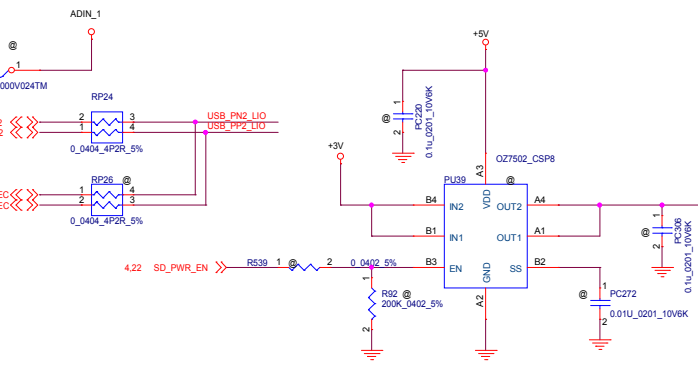 ADIN_1
+5V
@
1
000V024TM
RP24
2
3
USB_PN2_LIO
1
4
USB_PP2_LIO
0_0404_4P2R_5%
1
@
2
PC220
0.1u_0201_10V6K
+3V
OZ7502_CSP8
RP26
@
1
4
2
3
EC
EC
0_0404_4P2R_5%
PU39
@
A3
B4
IN2
VDD
OUT2
A4
B1
IN1
OUT1
A1
B3
EN
GND
SS
B2
A2
1
@
2
PC306
0.1u_0201_10V6K
4,22
SD_PWR_EN
R539
1
@
2
0_0402_5%
1
R92
@
200K_0402_5%
2
1
@
PC272
2
0.01U_0201_10V6K